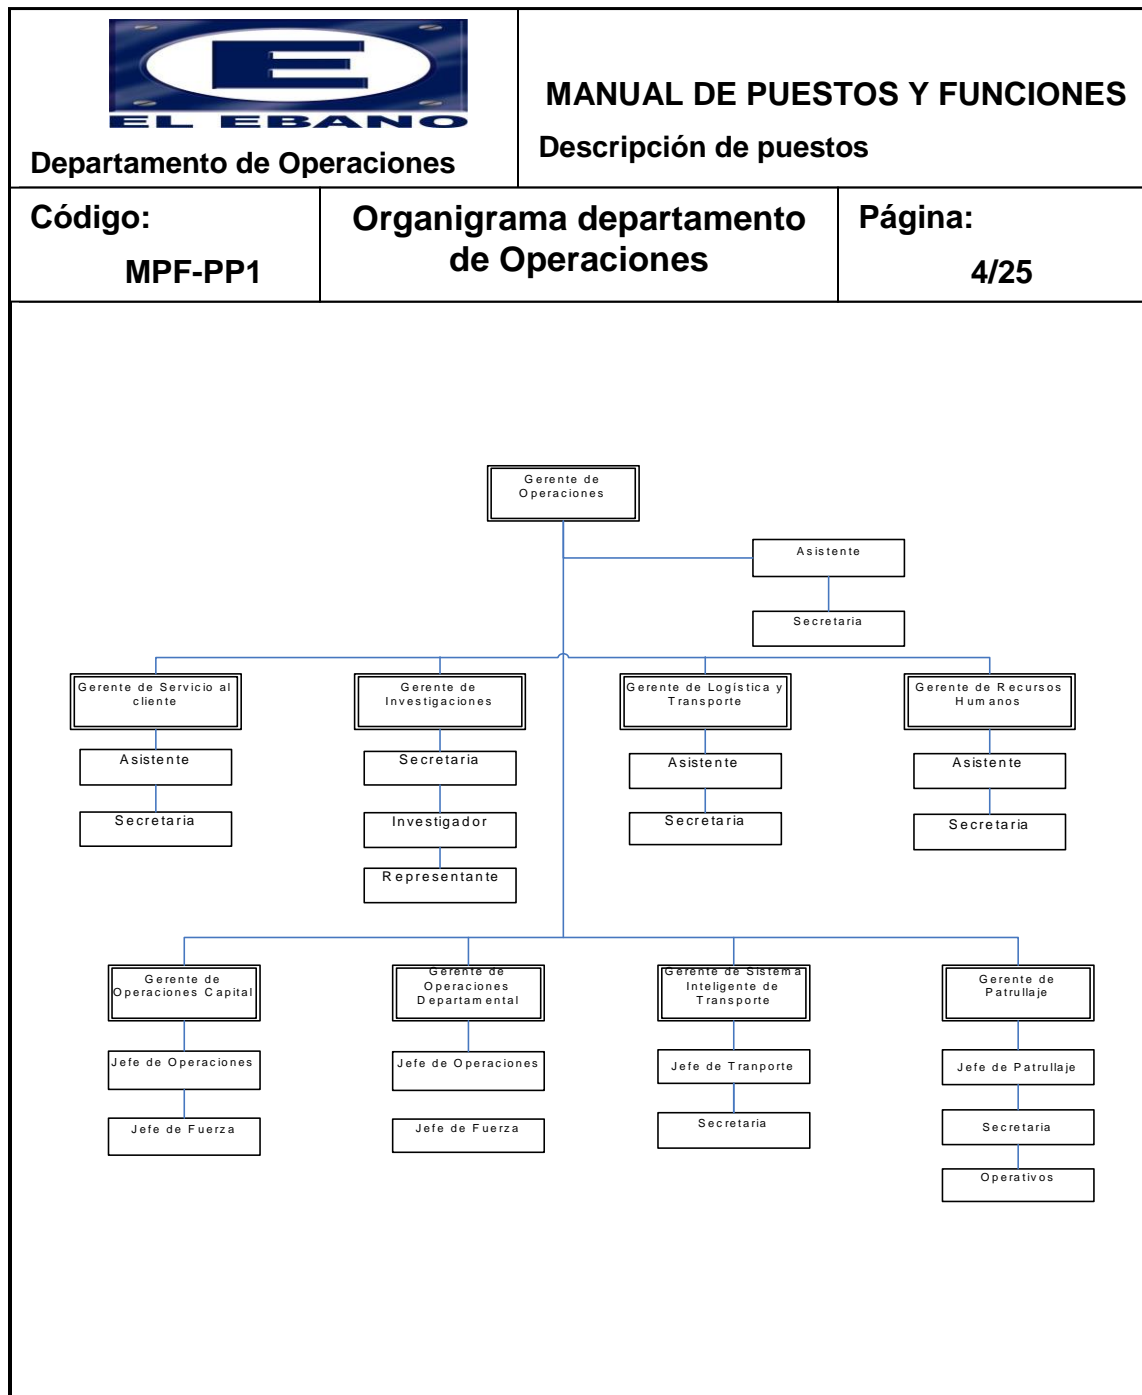 E
EL EBANO
Departamento de Operaciones
MANUAL DE PUESTOS Y FUNCIONES
Descripción de puestos
Código:
MPF-PP1
Organigrama departamento
de Operaciones
Página:
4/25
Gerente de
Operaciones
Asistente
Secretaria
Gerente de Servicio al
cliente
Gerente de
Investigaciones
Gerente de Logística y
Transporte
Gerente de Recursos
Humanos
Asistente
Secretaria
Asistente
Asistente
Secretaria
Investigador
Secretaria
Secretaria
Representante
Gerente de
Operaciones Capital
Gerente de
Operaciones
Departamental
Gerente de Sistema
Inteligente de
Transporte
Gerente de
Patrullaje
Jefe de Operaciones
Jefe de Operaciones
Jefe de Tranporte
Jefe de Patrullaje
Jefe de Fuerza
Jefe de Fuerza
Secretaria
Secretaria
Operativos